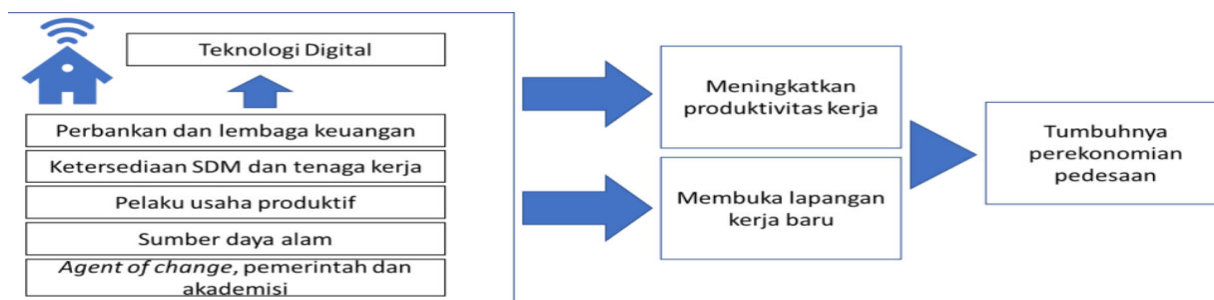 Teknologi Digital
Perbankan dan lembaga keuangan
Ketersediaan SDM dan tenaga kerja
Pelaku usaha produktif
Sumber daya alam
Agent of change, pemerintah dan
akademisi
Meningkatkan
produktivitas kerja
Membuka lapangan
kerja baru
Tumbuhnya
perekonomian
pedesaan